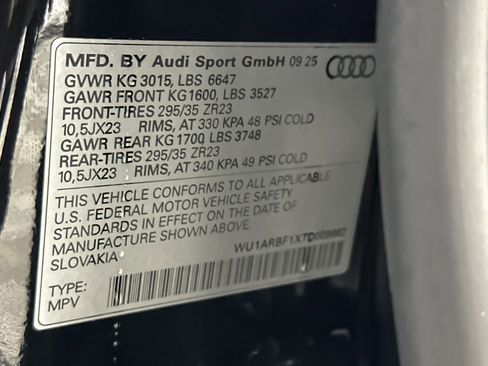 MFD. BY Audi Sport GmbH 09 25
GVWR KG 3015, LBS 6647
GAWR FRONT KG1600, LBS 3527
FRONT-TIRES 295/35 ZR23
10,5JX23 RIMS, AT 330 KPA 48 PSI COLD
GAWR REAR KG1700 LBS 3748
REAR-TIRES 295/35 ZR23
10,5JX23 RIMS, AT 340 KPA 49 PSI COLD
THIS VEHICLE CONFORMS TO ALL APPLICABLE
U.S. FEDERAL MOTOR VEHICLE SAFETY
STANDARDS IN EFFECT ON THE DATE OF
MANUFACTURE SHOWN ABOVE.
SLOVAKIA
TYPE:
MPV